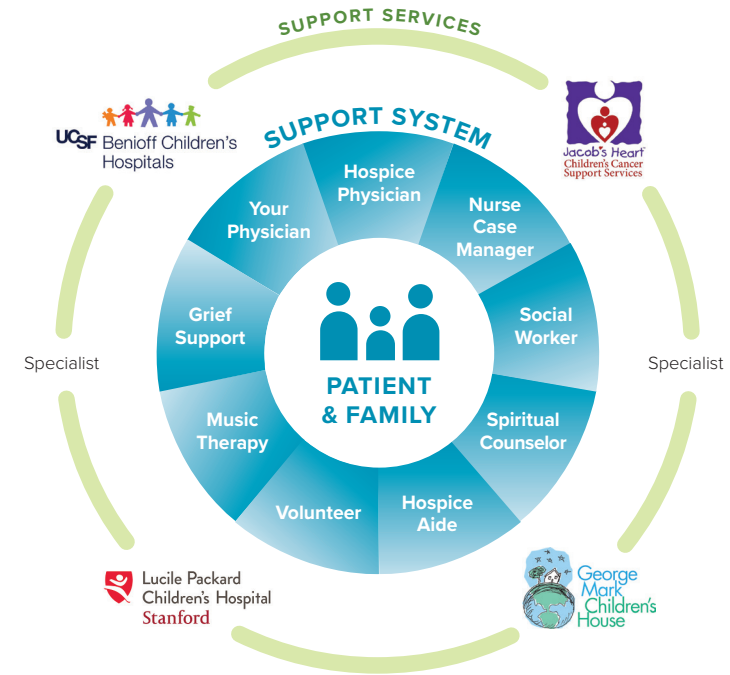 SUPPORT SERVICES
UCSF Benioff Children's
Hospitals
Jacob's Heart
Children's Cancer
Support Services
SUPPORT SYSTEM
Hospice
Physician
Nurse
Case
Manager
Social
Worker
Spiritual
Counselor
Hospice
Aide
Volunteer
Music
Therapy
Grief
Support
Your
Physician
PATIENT
& FAMILY
Specialist
Specialist
Lucile Packard
Children's Hospital
Stanford
George
Mark
Children's
House